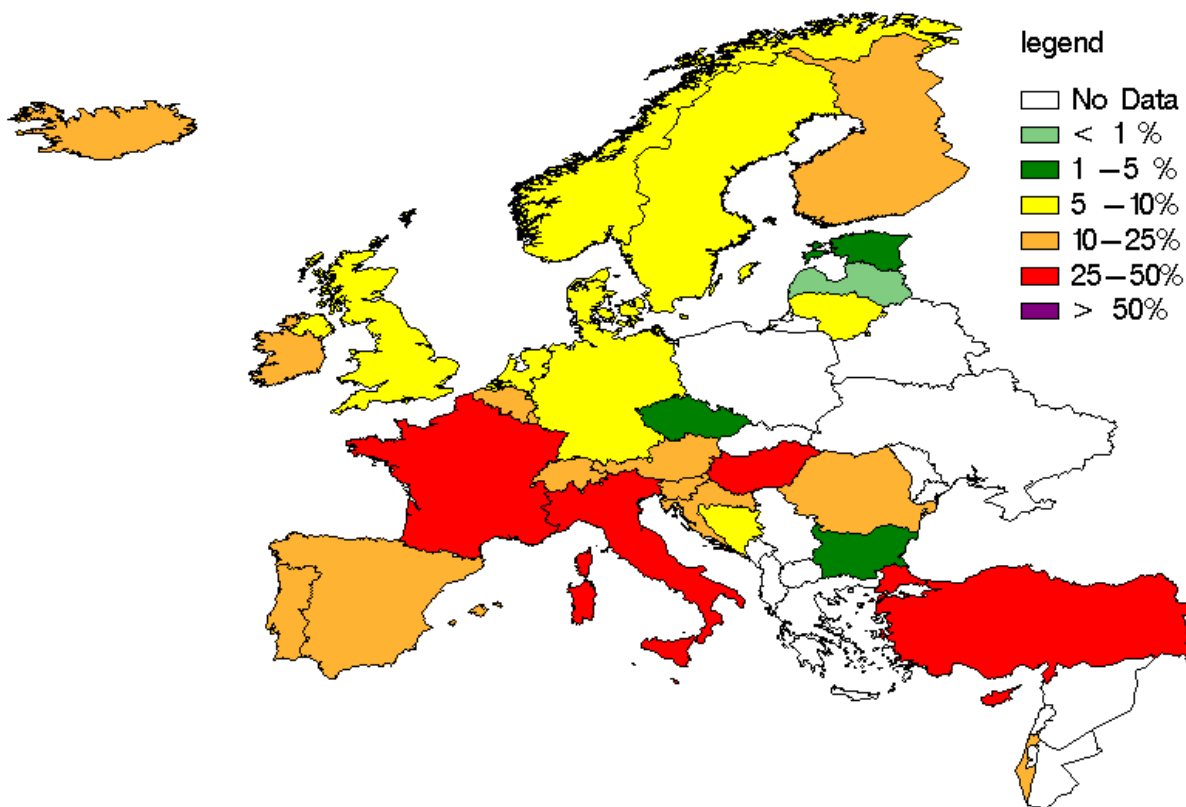 legend
No Data
< 1 %
1 –5 %
5 –10%
10–25%
25–50%
> 50%